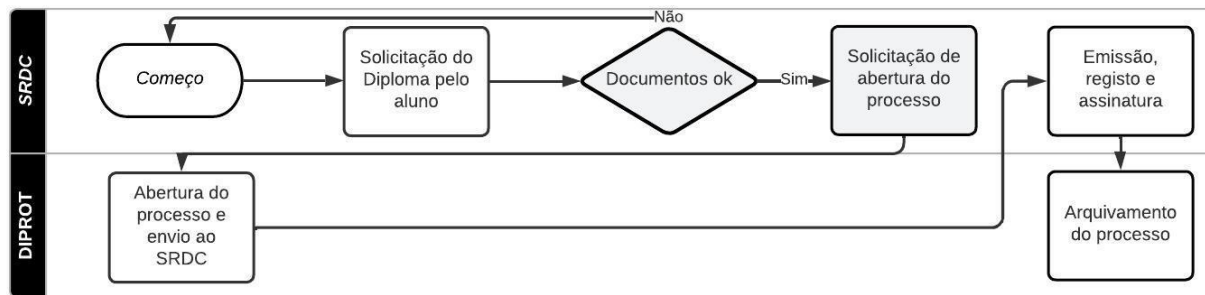 Não
SRDC
Começo
Solicitação do
Diploma pelo
aluno
Documentos ok
Sim
Solicitação de
abertura do
processo
Emissão,
registo e
assinatura
DIPROT
Abertura do
processo e
envio ao
SRDC
Arquivamento
do processo